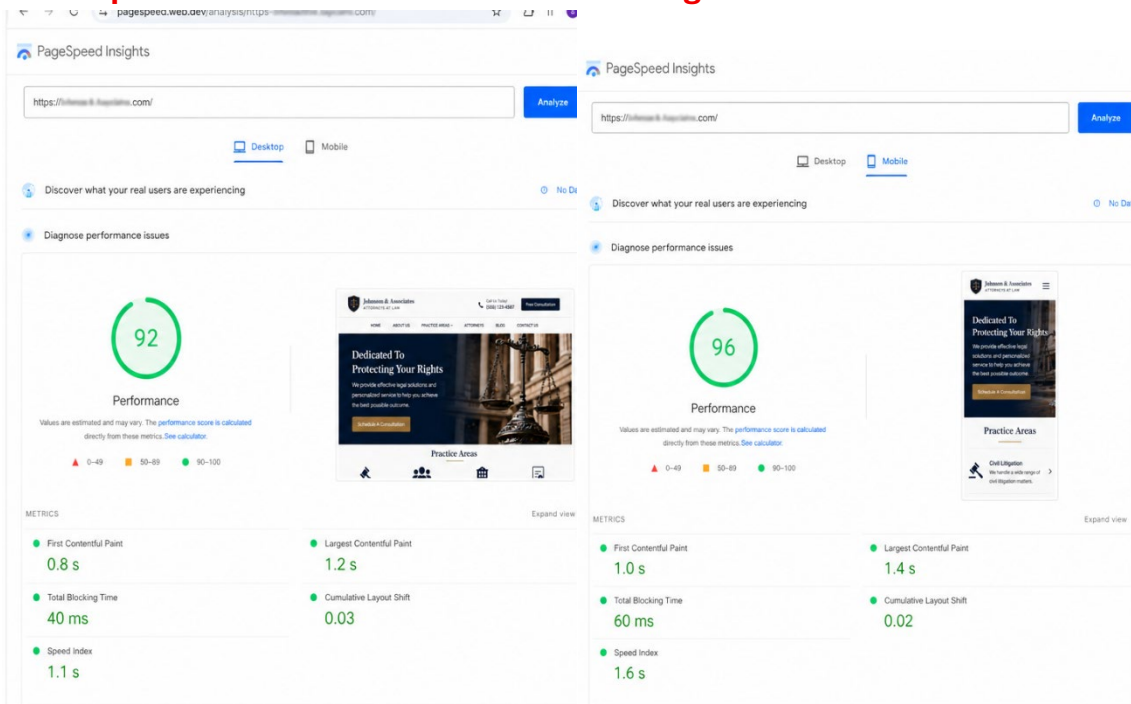 pagespeed.web.dev/analysis/https-
.com/
PageSpeed Insights
https:// .com/
Analyze
Desktop
Mobile
Discover what your real users are experiencing
No Da
Diagnose performance issues
92
Performance
Values are estimated and may vary. The performance score is calculated
directly from these metrics. See calculator.
0–49
50–89
90–100
Johnson & Associates
ATTORNEYS AT LAW
Call Us Today!
(555) 123-4567
Free Consultation
HOME
ABOUT US
PRACTICE AREAS
ATTORNEYS
BLOG
CONTACT US
Dedicated To
Protecting Your Rights
We provide effective legal solutions and
personalized service to help you achieve
the best possible outcome.
Schedule A Consultation
Practice Areas
METRICS
Expand view
First Contentful Paint
0.8 s
Largest Contentful Paint
1.2 s
Total Blocking Time
40 ms
Cumulative Layout Shift
0.03
Speed Index
1.1 s
PageSpeed Insights
https:// .com/
Analyze
Desktop
Mobile
Discover what your real users are experiencing
No Da
Diagnose performance issues
96
Performance
Values are estimated and may vary. The performance score is calculated
directly from these metrics. See calculator.
0–49
50–89
90–100
Johnson & Associates
ATTORNEYS AT LAW
Dedicated To
Protecting Your Rights
We provide effective legal
solutions and personalized
service to help you achieve
the best possible outcome.
Schedule A Consultation
Practice Areas
Civil Litigation
We handle a wide range of
civil litigation matters.
METRICS
Expand view
First Contentful Paint
1.0 s
Largest Contentful Paint
1.4 s
Total Blocking Time
60 ms
Cumulative Layout Shift
0.02
Speed Index
1.6 s